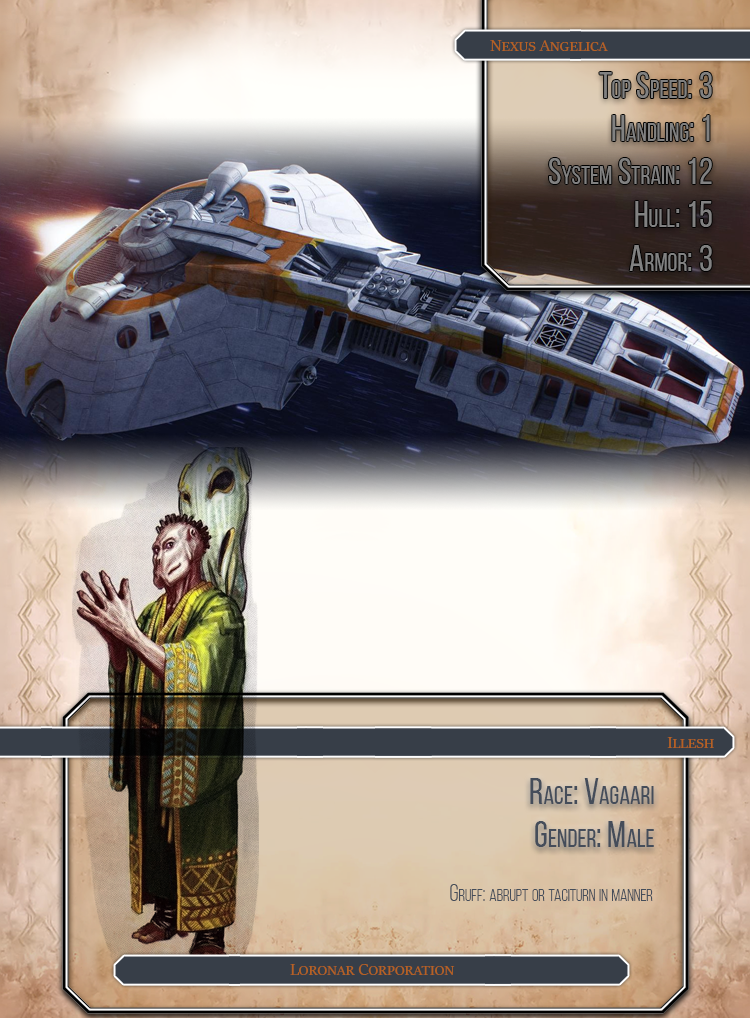 Nexus Angelica
Top Speed: 3
Handling: 1
System Strain: 12
Hull: 15
Armor: 3
Illesh
Race: Vagaari
Gender: Male
Gruff: abrupt or taciturn in manner
Loronar Corporation